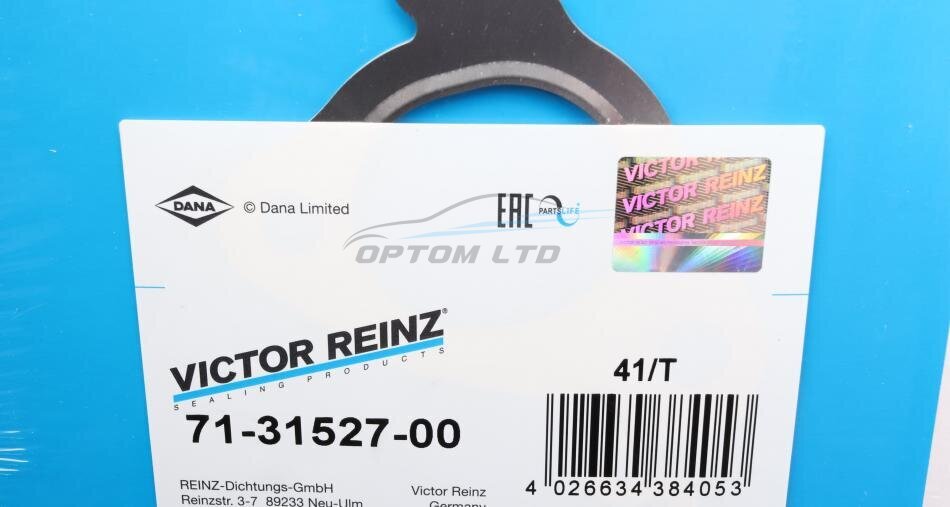 DANA
© Dana Limited
EAC
PARTSLIFE
OPTOM LTD
VICTOR REINZ
VICTOR REINZ
VICTOR REINZ
VICTOR REINZ®
SEALING PRODUCTS
71-31527-00
41/T
4 026634 384053
REINZ-Dichtungs-GmbH
Reinzstr. 3-7 89233 Neu-Ulm
Victor Reinz
Germany